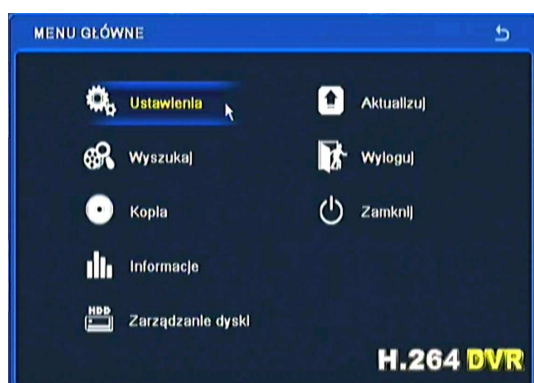 MENU GŁÓWNE
Ustawienia
Aktualizuj
Wyszukaj
Wyloguj
Kopia
Zamknij
Informacje
HDD
Zarządzanie dyski
H.264 DVR